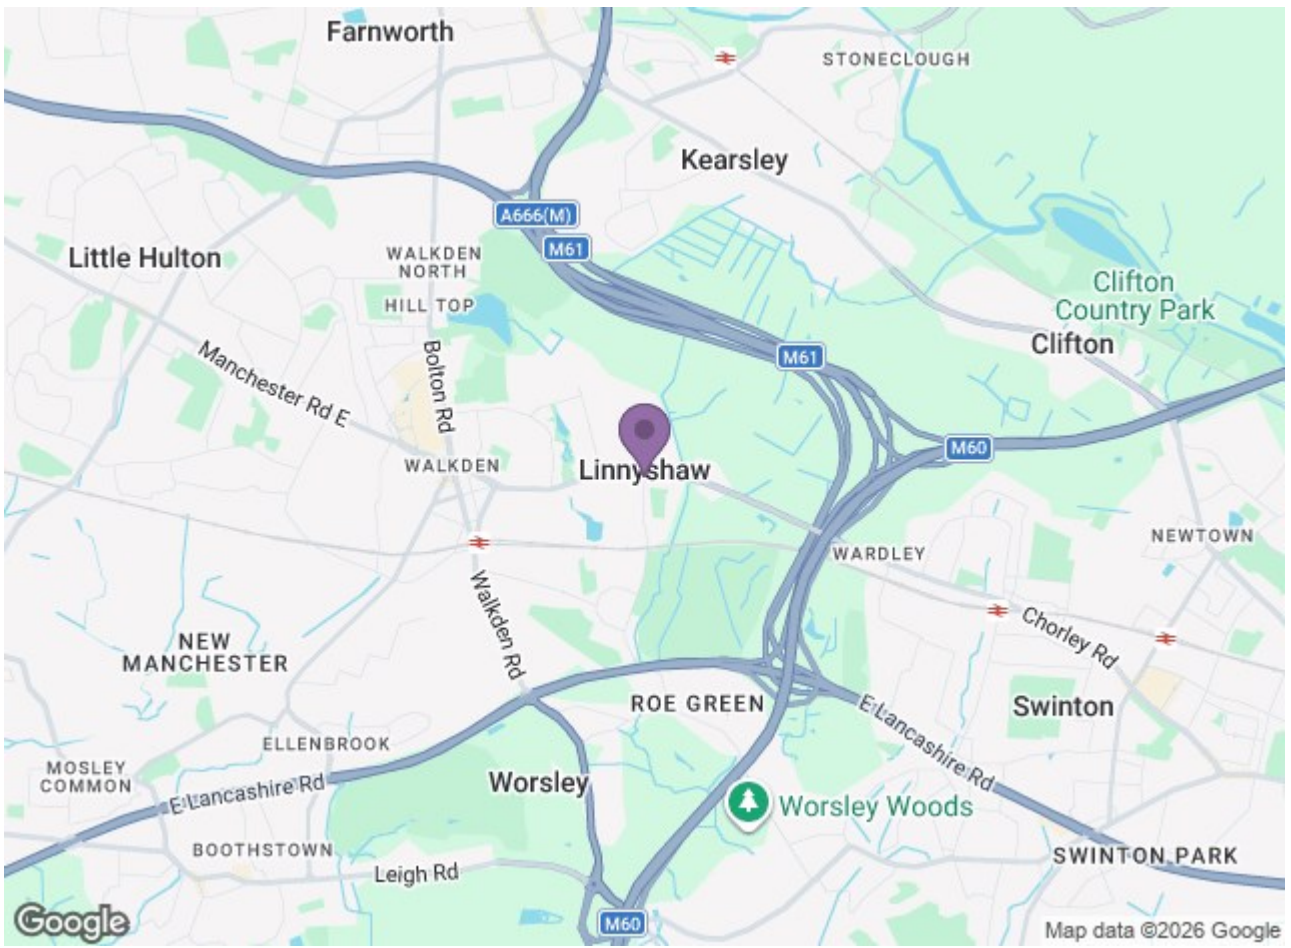 Farnworth
STONECLOUGH
Kearsley
A666(M)
M61
Little Hulton
WALKDEN
NORTH
HILL TOP
Clifton
Country Park
Clifton
M61
Manchester Rd E
Bolton Rd
M60
WALKDEN
Linnyshaw
NEWTOWN
WARDLEY
Walkden Rd
Chorley Rd
NEW
MANCHESTER
ROE GREEN
Swinton
E Lancashire Rd
ELLENBROOK
MOSLEY
COMMON
Worsley
E Lancashire Rd
Worsley Woods
BOOTHSTOWN
SWINTON PARK
Leigh Rd
M60
Google
Map data ©2026 Google